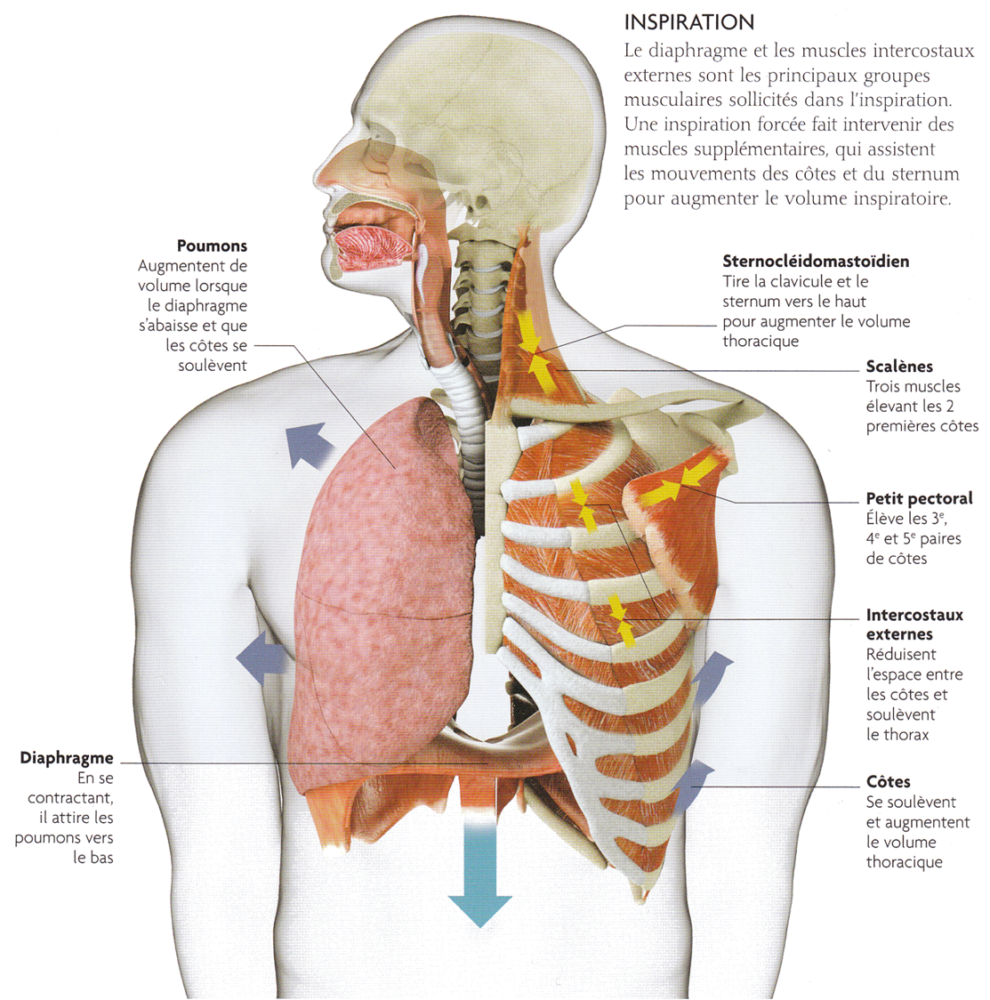 INSPIRATION
Le diaphragme et les muscles intercostaux
externes sont les principaux groupes
musculaires sollicités dans l'inspiration.
Une inspiration forcée fait intervenir des
muscles supplémentaires, qui assistent
les mouvements des côtes et du sternum
pour augmenter le volume inspiratoire.
Poumons
Augmentent de
volume lorsque
le diaphragme
s'abaisse et que
les côtes se
soulèvent
Sternocléidomastoïdien
Tire la clavicule et le
sternum vers le haut
pour augmenter le volume
thoracique
Scalènes
Trois muscles
élevant les 2
premières côtes
Petit pectoral
Élève les 3e,
4e et 5e paires
de côtes
Intercostaux
externes
Réduisent
l'espace entre
les côtes et
soulèvent
le thorax
Diaphragme
En se
contractant,
il attire les
poumons vers
le bas
Côtes
Se soulèvent
et augmentent
le volume
thoracique